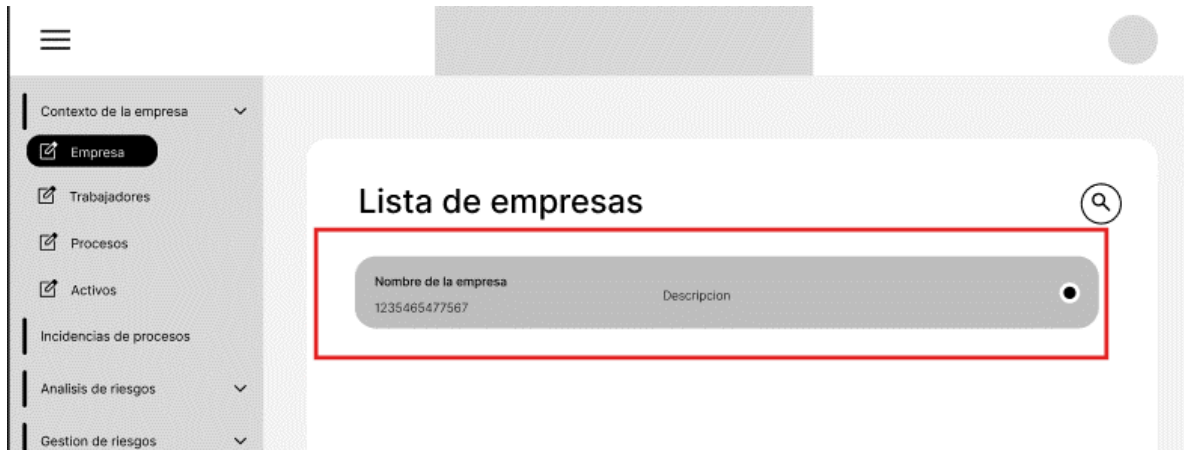 Contexto de la empresa
Empresa
Trabajadores
Procesos
Activos
Incidencias de procesos
Analisis de riesgos
Gestion de riesgos
Lista de empresas
Nombre de la empresa
1235465477567
Descripcion